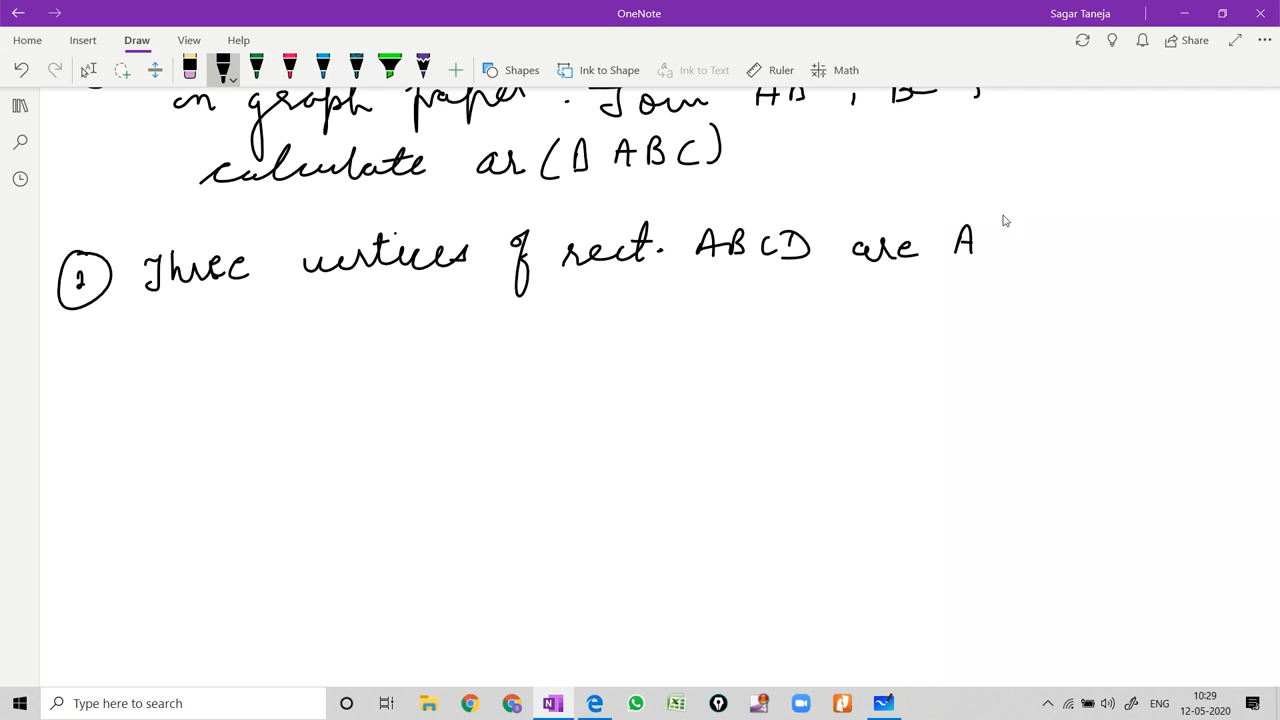 OneNote
Sagar Taneja
Home Insert Draw View Help
Share
Shapes Ink to Shape Ink to Text Ruler Math
on graph paper. Join AB,
calculate ar(Δ ABC)
2 Three vertices of rect. ABCD are A
Type here to search
ENG
10:29
12-05-2020